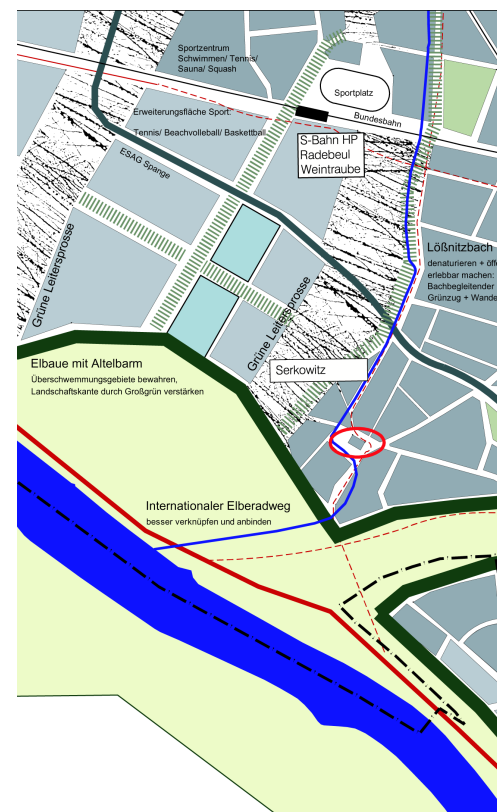 Sportzentrum
Schwimmen/ Tennis/
Sauna/ Squash
Sportplatz
Erweiterungsfläche Sport:
Tennis/ Beachvolleball/ Basketball
Bundesbahn
S-Bahn HP
Radebeul
Weintraube
ESAG Spange
Grüne Leitersprosse
Grüne Leitersprosse
Lößnitzbach
denaturieren + öffe
erlebbar machen:
Bachbegleitender
Grünzug + Wande
Elbaue mit Altelbarm
Überschwemmungsgebiete bewahren,
Landschaftskante durch Großgrün verstärken
Serkowitz
Internationaler Elberadweg
besser verknüpfen und anbinden